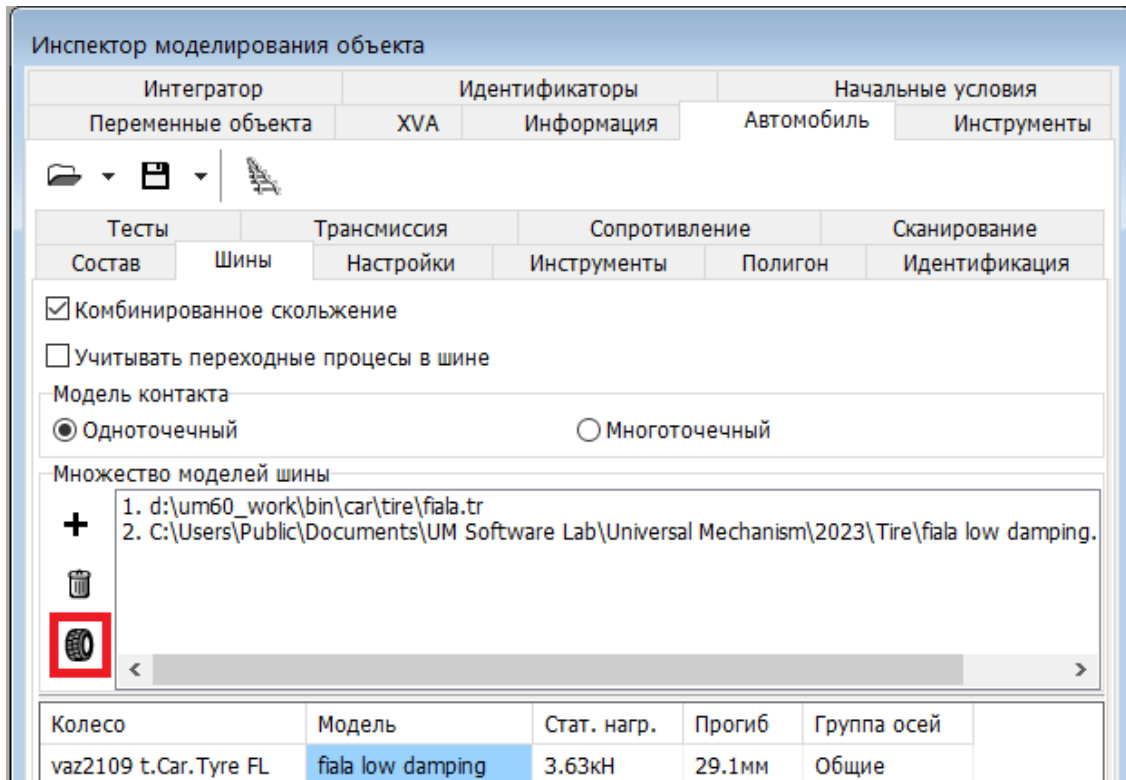 Инспектор моделирования объекта
Интегратор Идентификаторы Начальные условия
Переменные объекта XVA Информация Автомобиль Инструменты
Тесты Трансмиссия Сопротивление Сканирование
Состав Шины Настройки Инструменты Полигон Идентификация
Комбинированное скольжение
Учитывать переходные процесы в шине
Модель контакта
Одноточечный Многоточечный
Множество моделей шины
1. d:\um60_work\bin\car\tire\fiala.tr
2. C:\Users\Public\Documents\UM Software Lab\Universal Mechanism\2023\Tire\fiala low damping.
Колесо Модель Стат. нагр. Прогиб Группа осей
vaz2109 t.Car.Tyre FL fiala low damping 3.63кН 29.1мм Общие